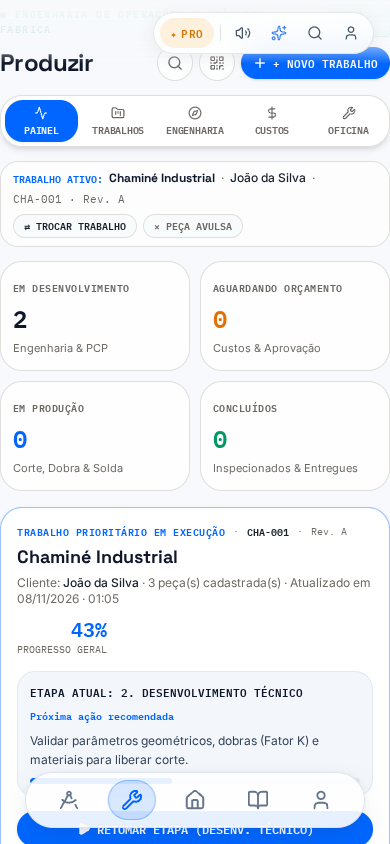 ENGENHARIA DE OPERAÇ
FÁBRICA
✦ PRO
Produzir
+ NOVO TRABALHO
PAINEL
TRABALHOS
ENGENHARIA
CUSTOS
OFICINA
TRABALHO ATIVO: Chaminé Industrial · João da Silva ·
CHA-001 · Rev. A
⇄ TROCAR TRABALHO
× PEÇA AVULSA
EM DESENVOLVIMENTO
2
Engenharia & PCP
AGUARDANDO ORÇAMENTO
0
Custos & Aprovação
EM PRODUÇÃO
0
Corte, Dobra & Solda
CONCLUÍDOS
0
Inspecionados & Entregues
TRABALHO PRIORITÁRIO EM EXECUÇÃO · CHA-001 · Rev. A
Chaminé Industrial
Cliente: João da Silva · 3 peça(s) cadastrada(s) · Atualizado em
08/11/2026 · 01:05
43%
PROGRESSO GERAL
ETAPA ATUAL: 2. DESENVOLVIMENTO TÉCNICO
Próxima ação recomendada
Validar parâmetros geométricos, dobras (Fator K) e
materiais para liberar corte.
▶ RETOMAR ETAPA (DESENV. TÉCNICO)